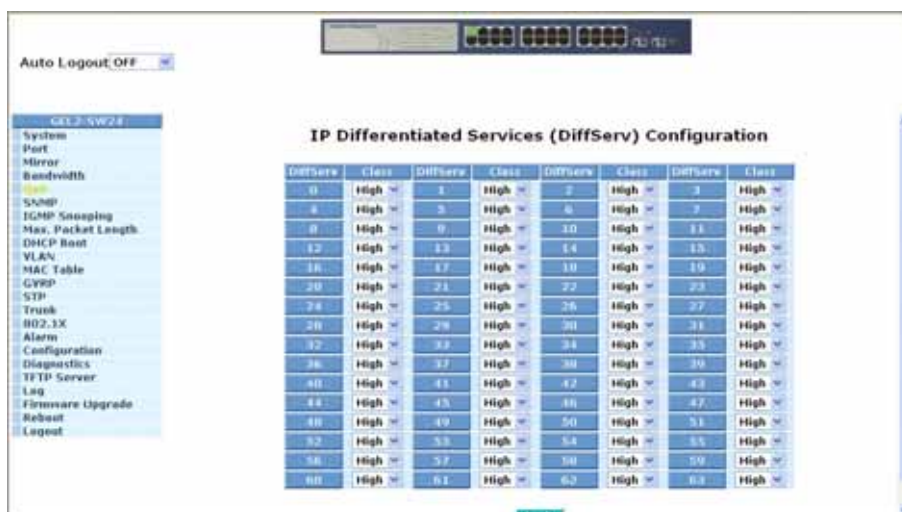 Auto Logout OFF
GEL2-SW24
System
Port
Mirror
Bandwidth
QoS
SNMP
IGMP Snooping
Max. Packet Length
DHCP Boot
VLAN
MAC Table
GVRP
STP
Trunk
802.1X
Alarm
Configuration
Diagnostics
TFTP Server
Log
Firmware Upgrade
Reboot
Logout
IP Differentiated Services (DiffServ) Configuration
DiffServ Class DiffServ Class DiffServ Class DiffServ Class
0 High 1 High 2 High 3 High
4 High 5 High 6 High 7 High
8 High 9 High 10 High 11 High
12 High 13 High 14 High 15 High
16 High 17 High 18 High 19 High
20 High 21 High 22 High 23 High
24 High 25 High 26 High 27 High
28 High 29 High 30 High 31 High
32 High 33 High 34 High 35 High
36 High 37 High 38 High 39 High
40 High 41 High 42 High 43 High
44 High 45 High 46 High 47 High
48 High 49 High 50 High 51 High
52 High 53 High 54 High 55 High
56 High 57 High 58 High 59 High
60 High 61 High 62 High 63 High